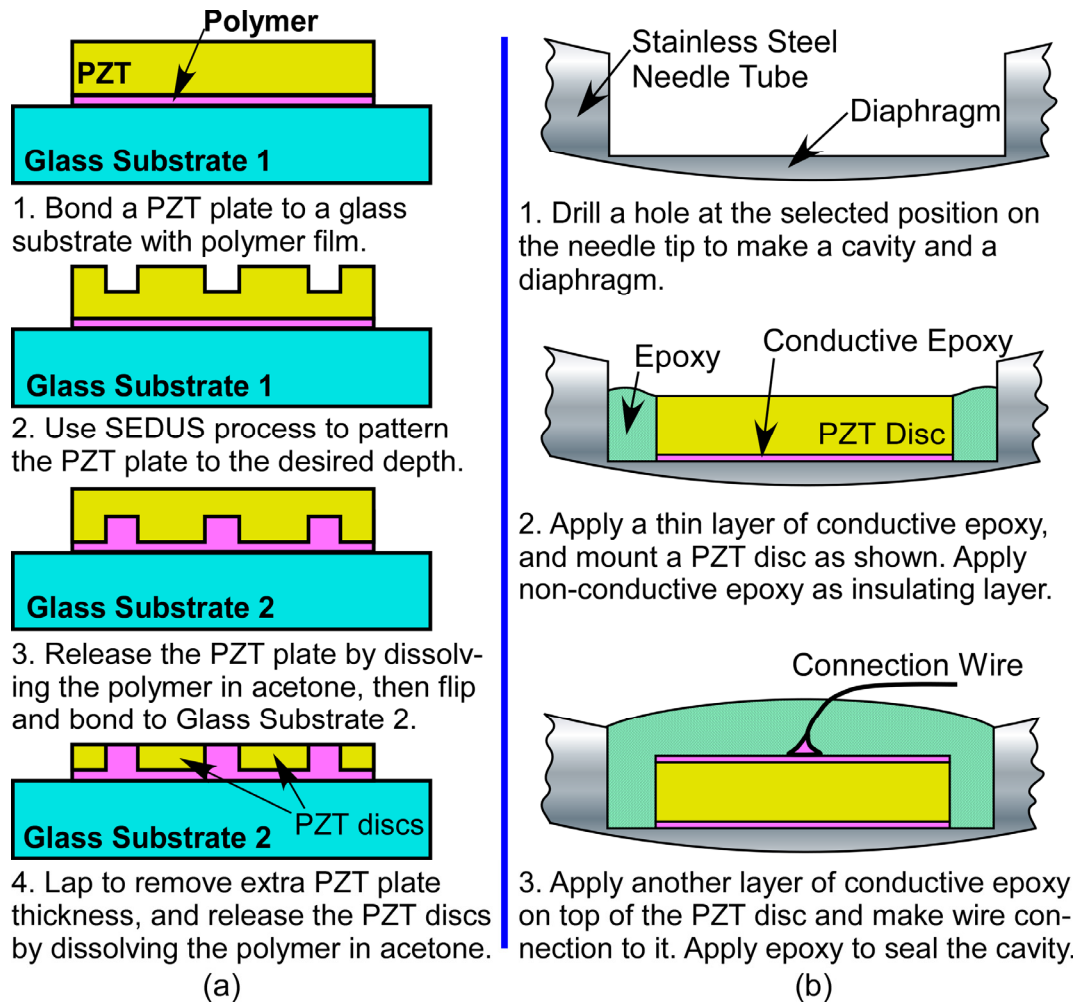 Polymer
PZT
Glass Substrate 1
1. Bond a PZT plate to a glass
substrate with polymer film.
Glass Substrate 1
2. Use SEDUS process to pattern
the PZT plate to the desired depth.
Glass Substrate 2
3. Release the PZT plate by dissolv-
ing the polymer in acetone, then flip
and bond to Glass Substrate 2.
PZT discs
Glass Substrate 2
4. Lap to remove extra PZT plate
thickness, and release the PZT discs
by dissolving the polymer in acetone.
(a)
Stainless Steel
Needle Tube
Diaphragm
1. Drill a hole at the selected position on
the needle tip to make a cavity and a
diaphragm.
Epoxy
Conductive Epoxy
PZT Disc
2. Apply a thin layer of conductive epoxy,
and mount a PZT disc as shown. Apply
non-conductive epoxy as insulating layer.
Connection Wire
3. Apply another layer of conductive epoxy
on top of the PZT disc and make wire con-
nection to it. Apply epoxy to seal the cavity.
(b)